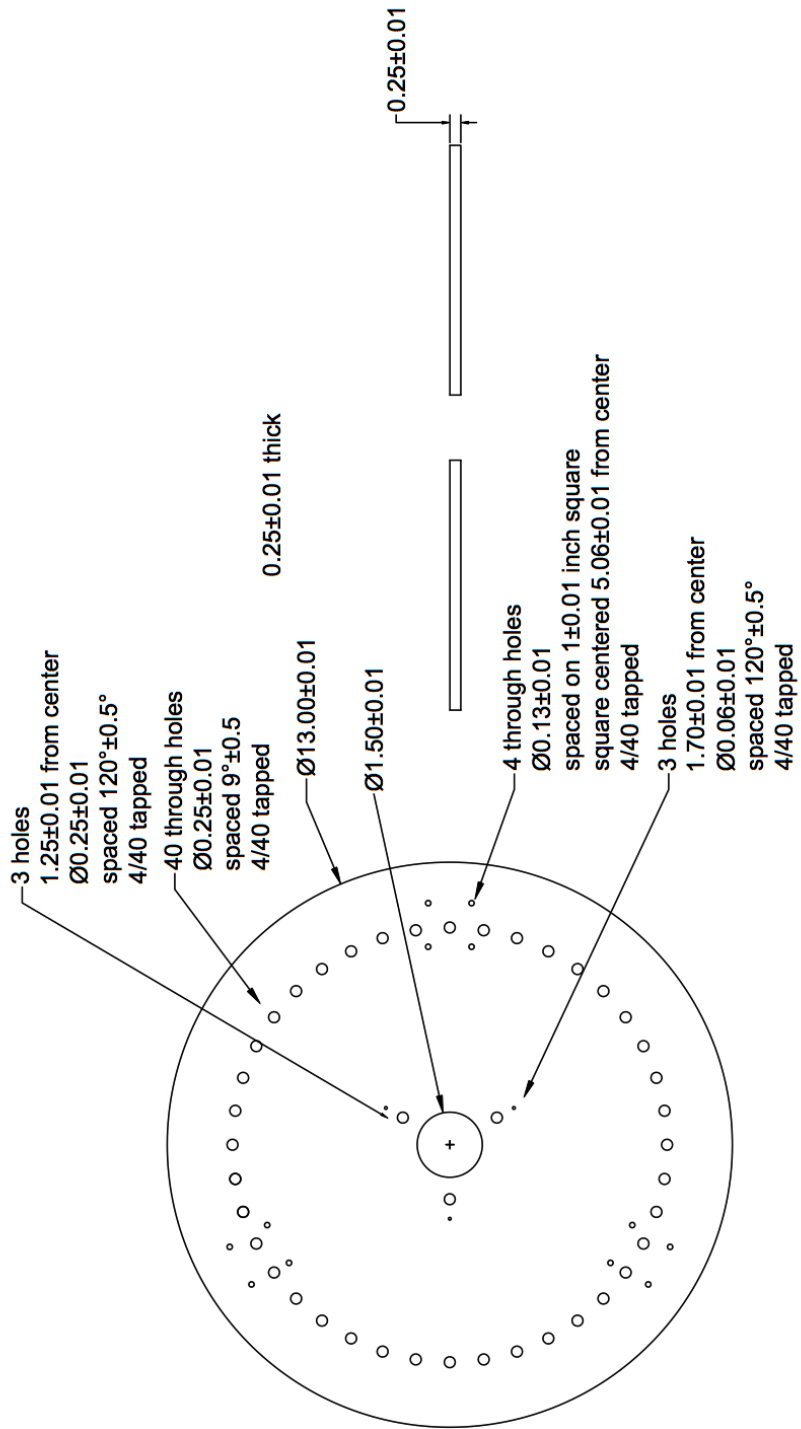 3 holes
1.25±0.01 from center
Ø0.25±0.01
spaced 120°±0.5°
4/40 tapped
40 through holes
Ø0.25±0.01
spaced 9°±0.5
4/40 tapped
Ø13.00±0.01
0.25±0.01 thick
Ø1.50±0.01
0.25±0.01
4 through holes
Ø0.13±0.01
spaced on 1±0.01 inch square
square centered 5.06±0.01 from center
4/40 tapped
3 holes
1.70±0.01 from center
Ø0.06±0.01
spaced 120°±0.5°
4/40 tapped